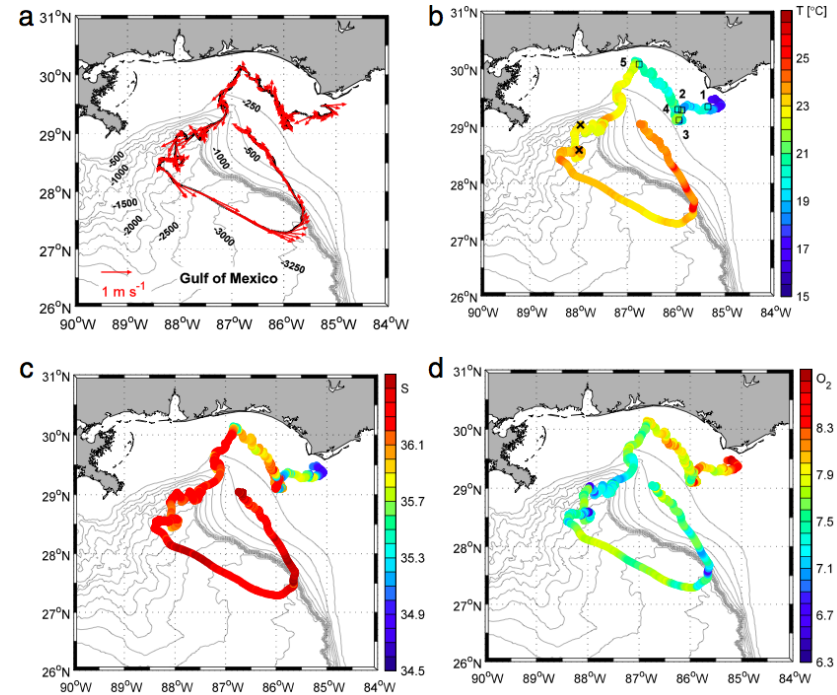 a
31°N
30°N
29°N
28°N
27°N
26°N
-250
-500
-1000
-1000
-500
-1500
-2000
-2500
-3000
-3250
Gulf of Mexico
1 m s⁻¹
90°W 89°W 88°W 87°W 86°W 85°W 84°W
b
T [°C]
31°N
30°N
29°N
28°N
27°N
26°N
5
2
1
4
3
25
23
21
19
17
15
90°W 89°W 88°W 87°W 86°W 85°W 84°W
c
S
31°N
30°N
29°N
28°N
27°N
26°N
36.1
35.7
35.3
34.9
34.5
90°W 89°W 88°W 87°W 86°W 85°W 84°W
d
O₂
31°N
30°N
29°N
28°N
27°N
26°N
8.3
7.9
7.5
7.1
6.7
6.3
90°W 89°W 88°W 87°W 86°W 85°W 84°W